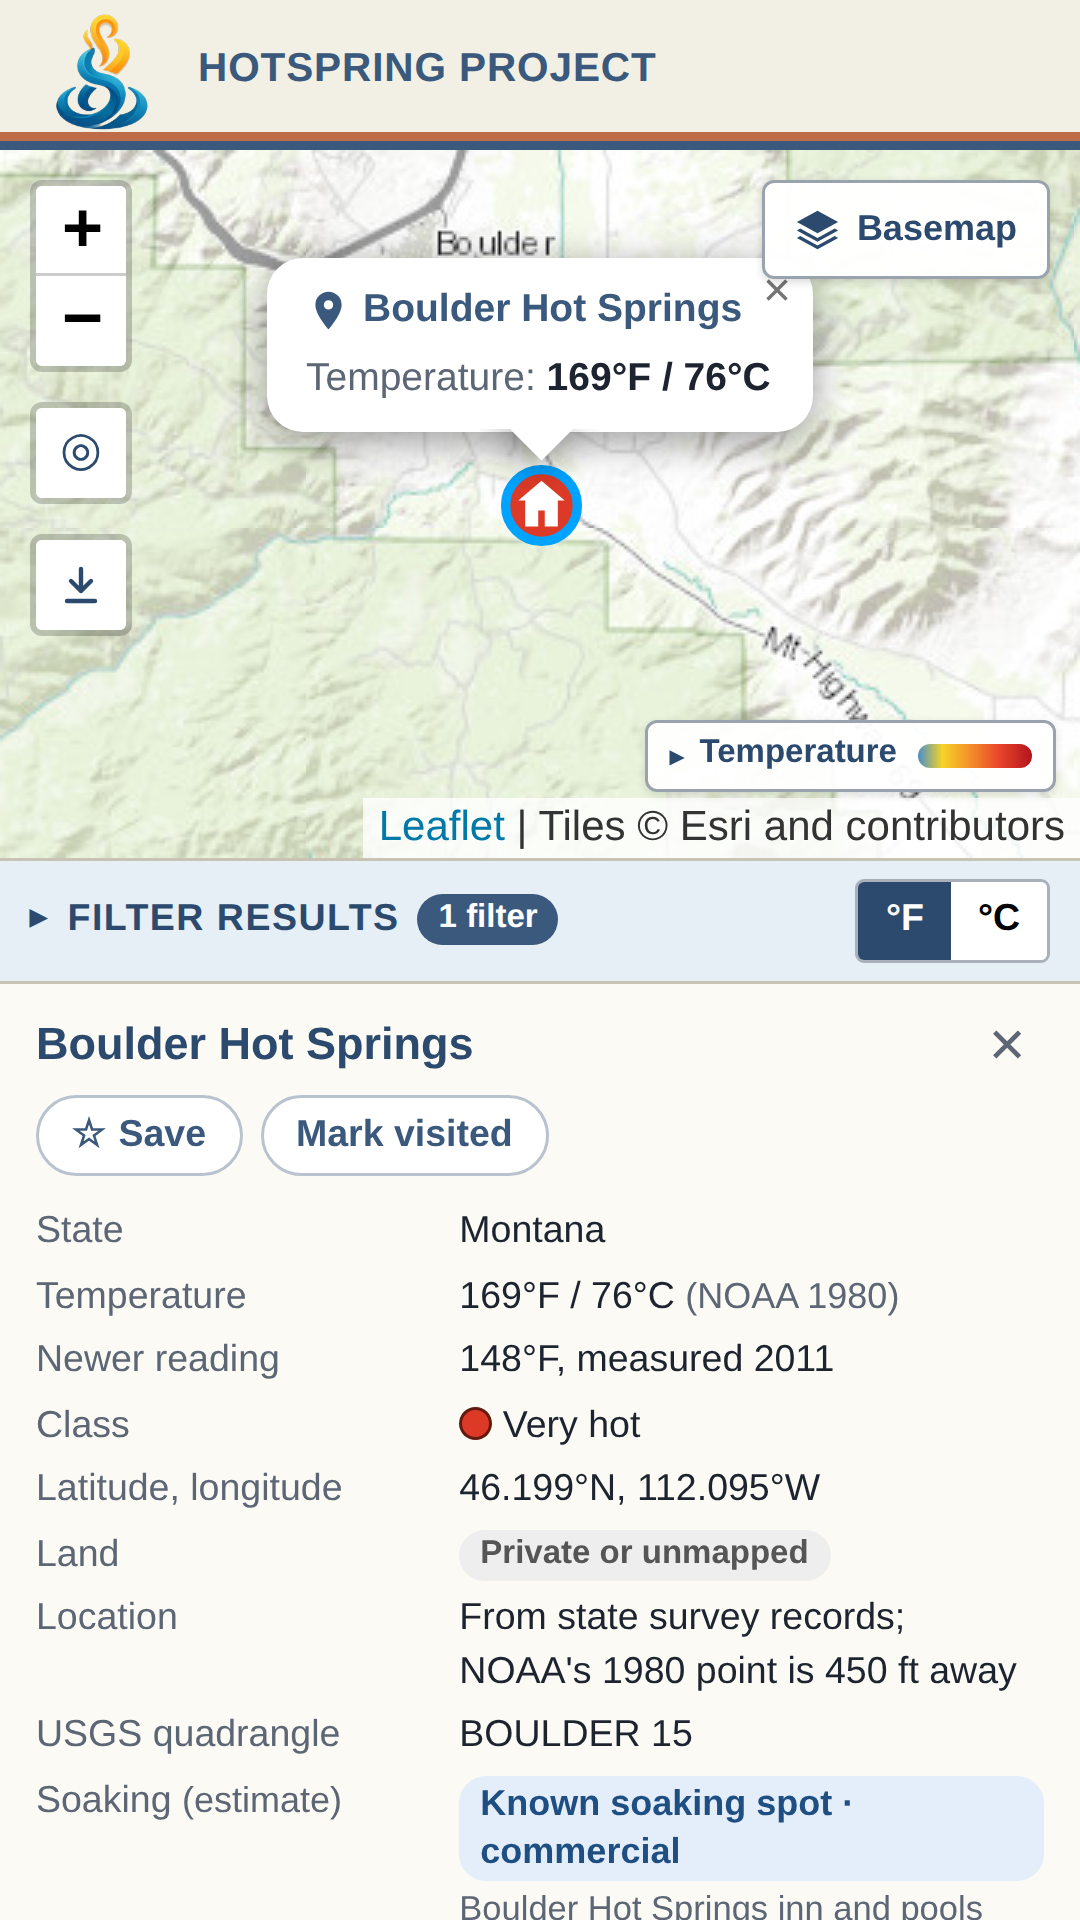 HOTSPRING PROJECT
+
−
Boulder
Basemap
Boulder Hot Springs
×
Temperature: 169°F / 76°C
Mt-Highw
▸ Temperature
Leaflet | Tiles © Esri and contributors
▸ FILTER RESULTS 1 filter °F °C
Boulder Hot Springs ×
☆ Save Mark visited
State Montana
Temperature 169°F / 76°C (NOAA 1980)
Newer reading 148°F, measured 2011
Class Very hot
Latitude, longitude 46.199°N, 112.095°W
Land Private or unmapped
Location From state survey records;
NOAA's 1980 point is 450 ft away
USGS quadrangle BOULDER 15
Soaking (estimate) Known soaking spot ·
commercial
Boulder Hot Springs inn and pools